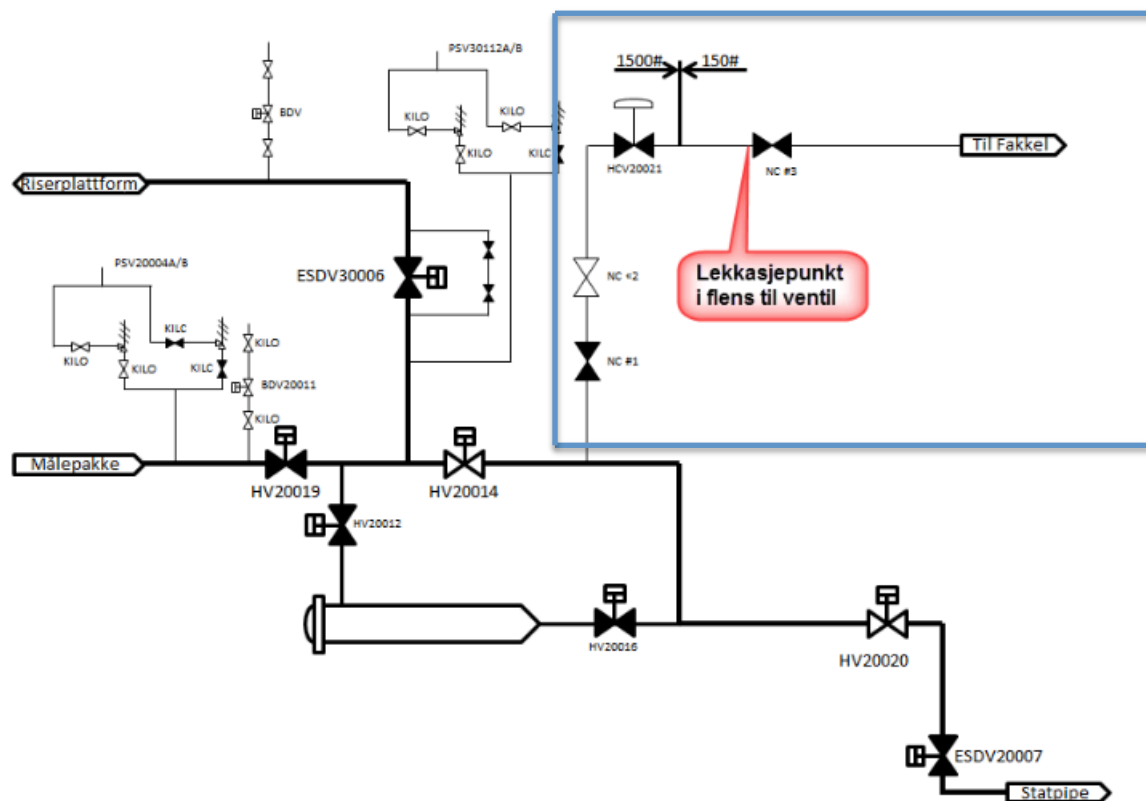 PSV30112A/B
1500#
150#
BDV
KILO
KILO
KILO
KILC
HCV20021
NC #3
Til Fakkel
Riserplattform
PSV20004A/B
ESDV30006
Lekkasjepunkt
i flens til ventil
NC «2
KILC
KILO
KILO
KILO
KILC
BDV20011
NC #1
KILO
Målepakke
HV20019
HV20014
HV20012
HV20016
HV20020
ESDV20007
Statpipe